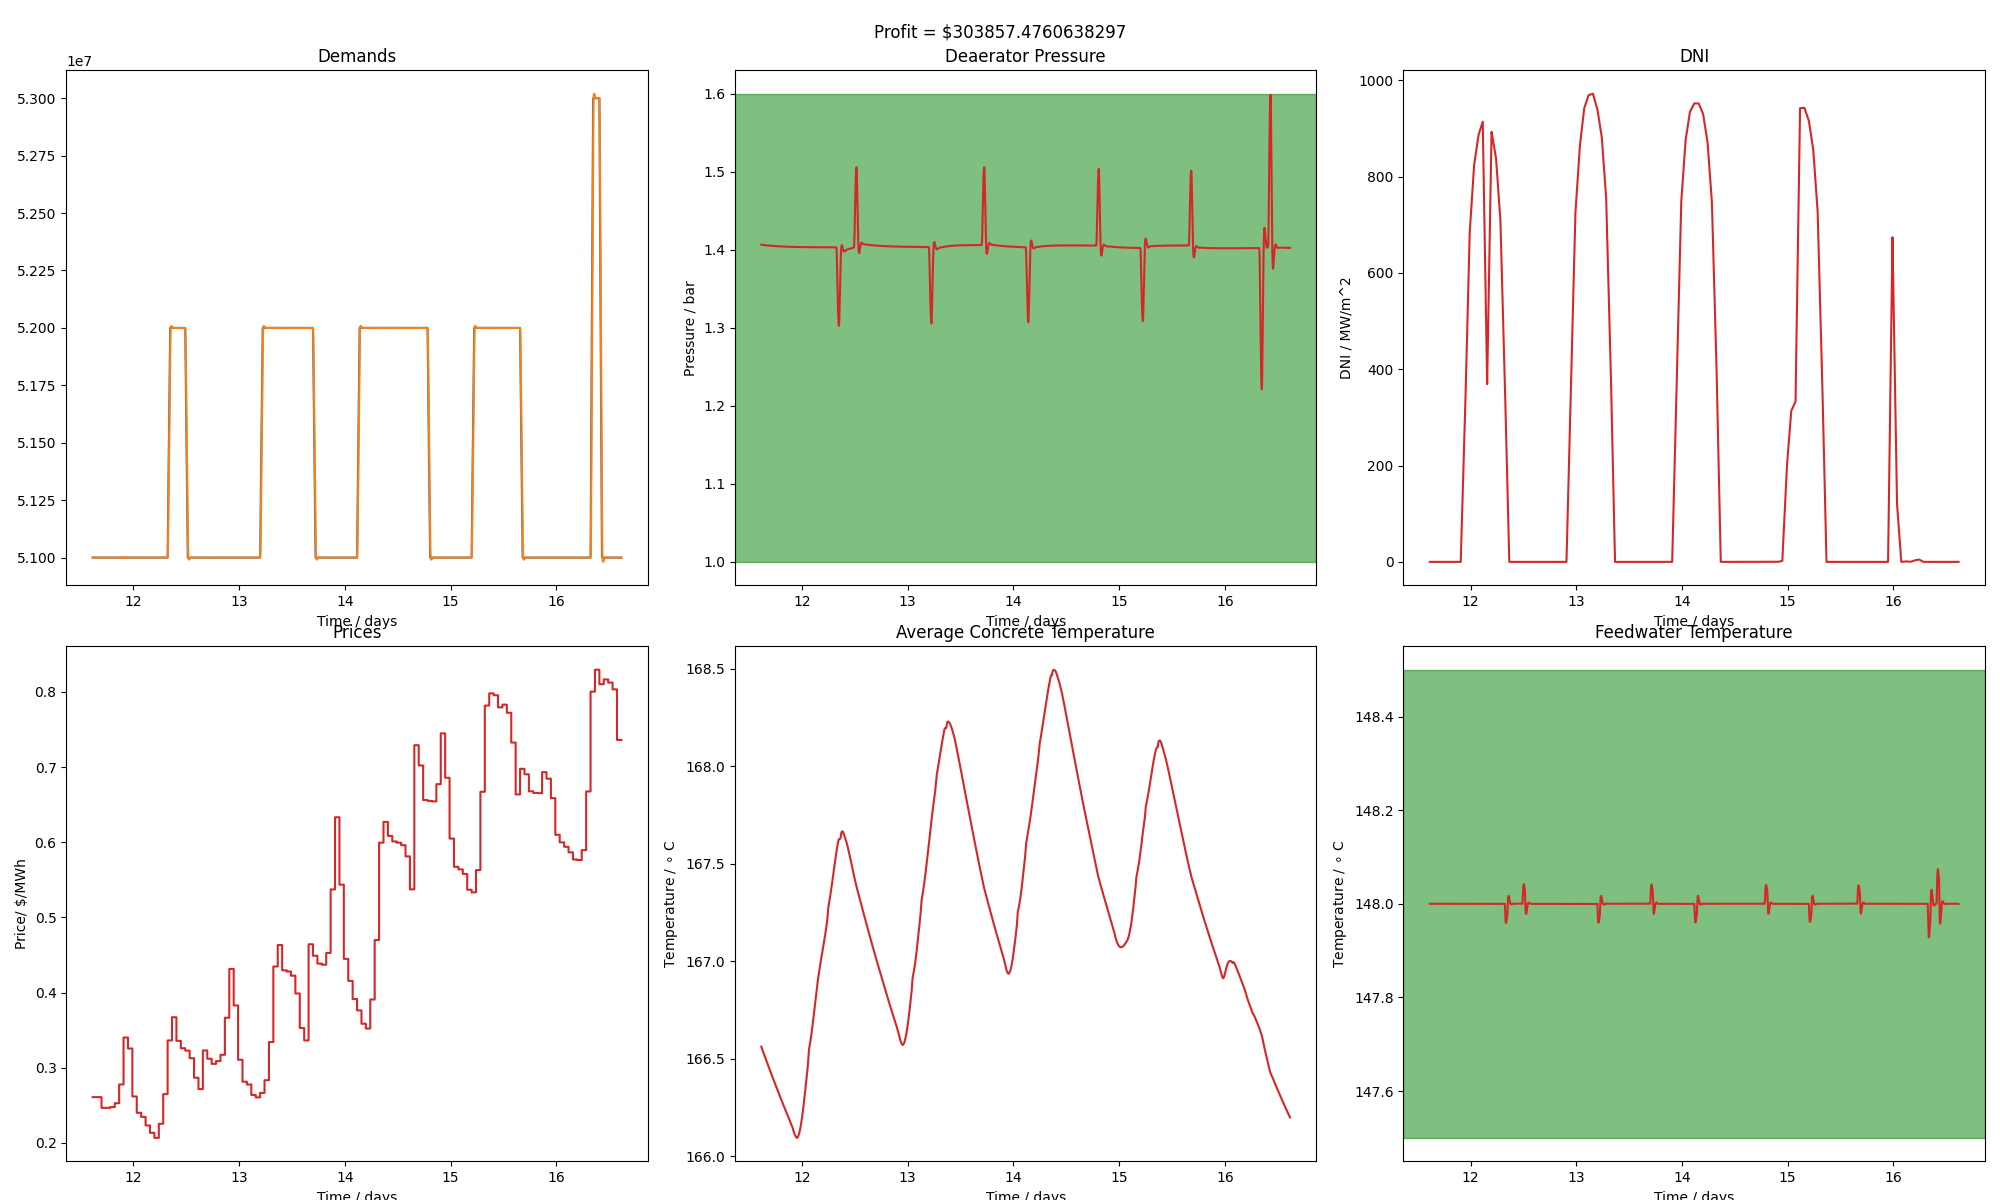 Profit = $303857.4760638297
Demands
1e7
5.300
5.275
5.250
5.225
5.200
5.175
5.150
5.125
5.100
12 13 14 15 16
Time / days
Deaerator Pressure
Pressure / bar
1.6
1.5
1.4
1.3
1.2
1.1
1.0
12 13 14 15 16
Time / days
DNI
DNI / MW/m^2
1000
800
600
400
200
0
12 13 14 15 16
Time / days
Prices
Price/ $/MWh
0.8
0.7
0.6
0.5
0.4
0.3
0.2
12 13 14 15 16
Time / days
Average Concrete Temperature
Temperature / ∘ C
168.5
168.0
167.5
167.0
166.5
166.0
12 13 14 15 16
Time / days
Feedwater Temperature
Temperature / ∘ C
148.4
148.2
148.0
147.8
147.6
12 13 14 15 16
Time / days